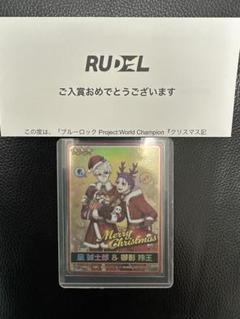 RUDEL
ご入賞おめでとうございます
この度は、「ブルーロック Project:World Champion『クリスマス記
Merry
Christmas
凪 誠士郎 & 御影 玲王